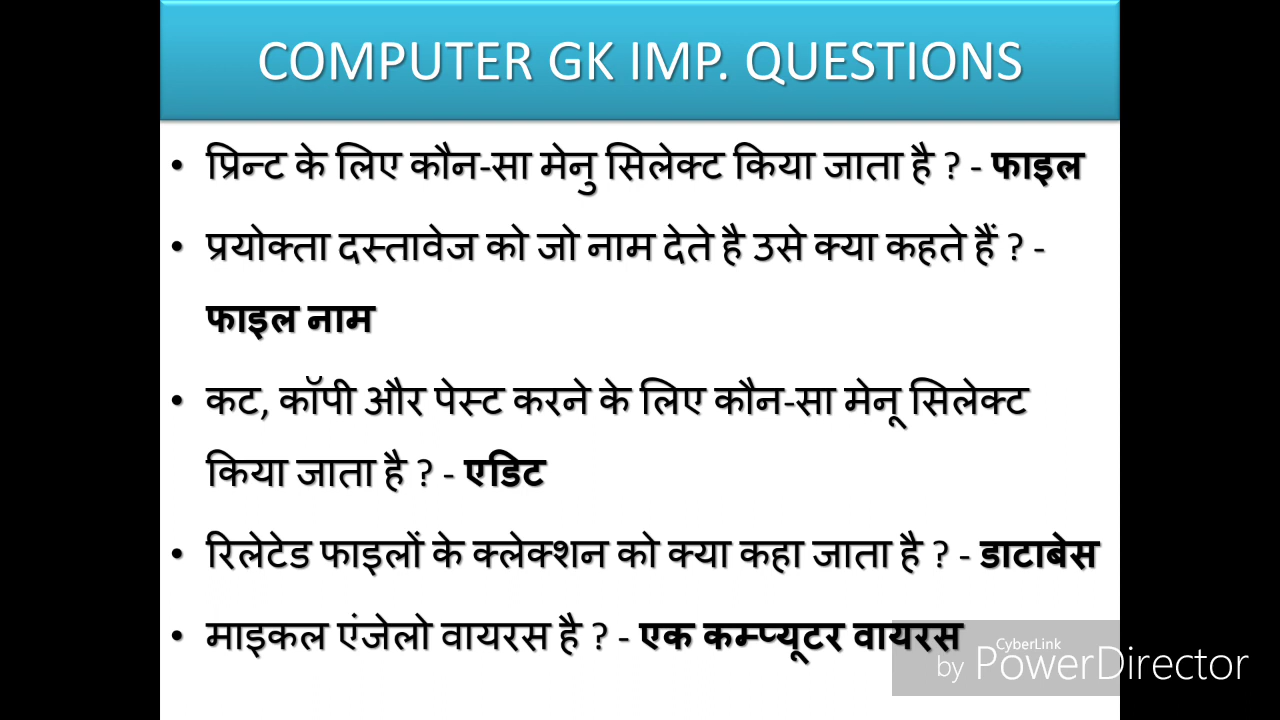 COMPUTER GK IMP. QUESTIONS
• प्रिन्ट के लिए कौन-सा मेनु सिलेक्ट किया जाता है ? - फाइल
• प्रयोक्ता दस्तावेज को जो नाम देते है उसे क्या कहते हैं ? -
फाइल नाम
• कट, कॉपी और पेस्ट करने के लिए कौन-सा मेनू सिलेक्ट
किया जाता है ? - एडिट
• रिलेटेड फाइलों के क्लेक्शन को क्या कहा जाता है ? - डाटाबेस
• माइकल एंजेलो वायरस है ? - एक कम्प्यूटर वायरस
CyberLink
by PowerDirector